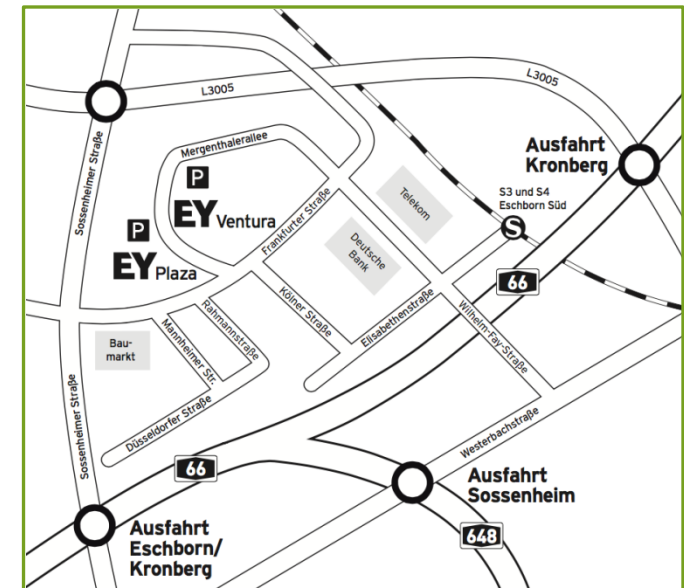 L3005
L3005
Ausfahrt
Kronberg
Sossenheimer Straße
Mergenthalerallee
P
EY Ventura
P
EY Plaza
Frankfurter Straße
Telekom
S3 und S4
Eschborn Süd
S
Deutsche
Bank
66
Kölner Straße
Elisabethenstraße
Wilhelm-Fay-Straße
Rahmannstraße
Mannheimer Str.
Bau-
markt
Sossenheimer Straße
Düsseldorfer Straße
Westerbachstraße
66
Ausfahrt
Sossenheim
Ausfahrt
Eschborn/
Kronberg
648